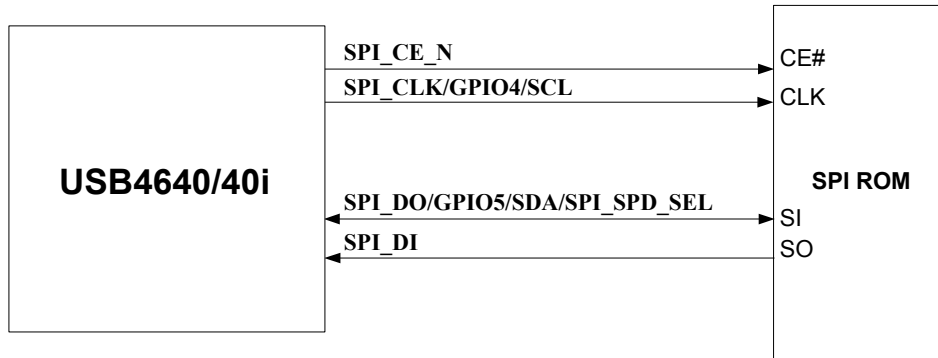 SPI_CE_N
CE#
SPI_CLK/GPIO4/SCL
CLK
USB4640/40i
SPI ROM
SPI_DO/GPIO5/SDA/SPI_SPD_SEL
SI
SPI_DI
SO